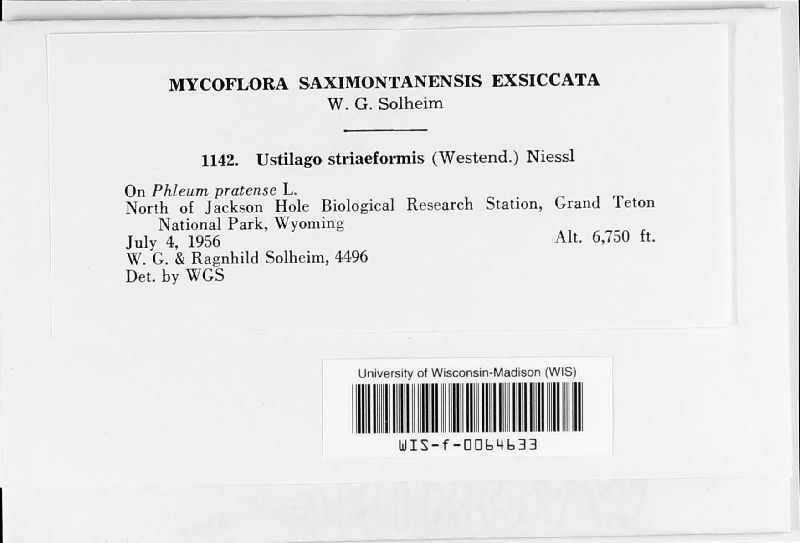 MYCOFLORA SAXIMONTANENSIS EXSICCATA
W. G. Solheim
1142. Ustilago striaeformis (Westend.) Niessl
On Phleum pratense L.
North of Jackson Hole Biological Research Station, Grand Teton
National Park, Wyoming
July 4, 1956 Alt. 6,750 ft.
W. G. & Ragnhild Solheim, 4496
Det. by WGS
University of Wisconsin-Madison (WIS)
WIS-f-0064633